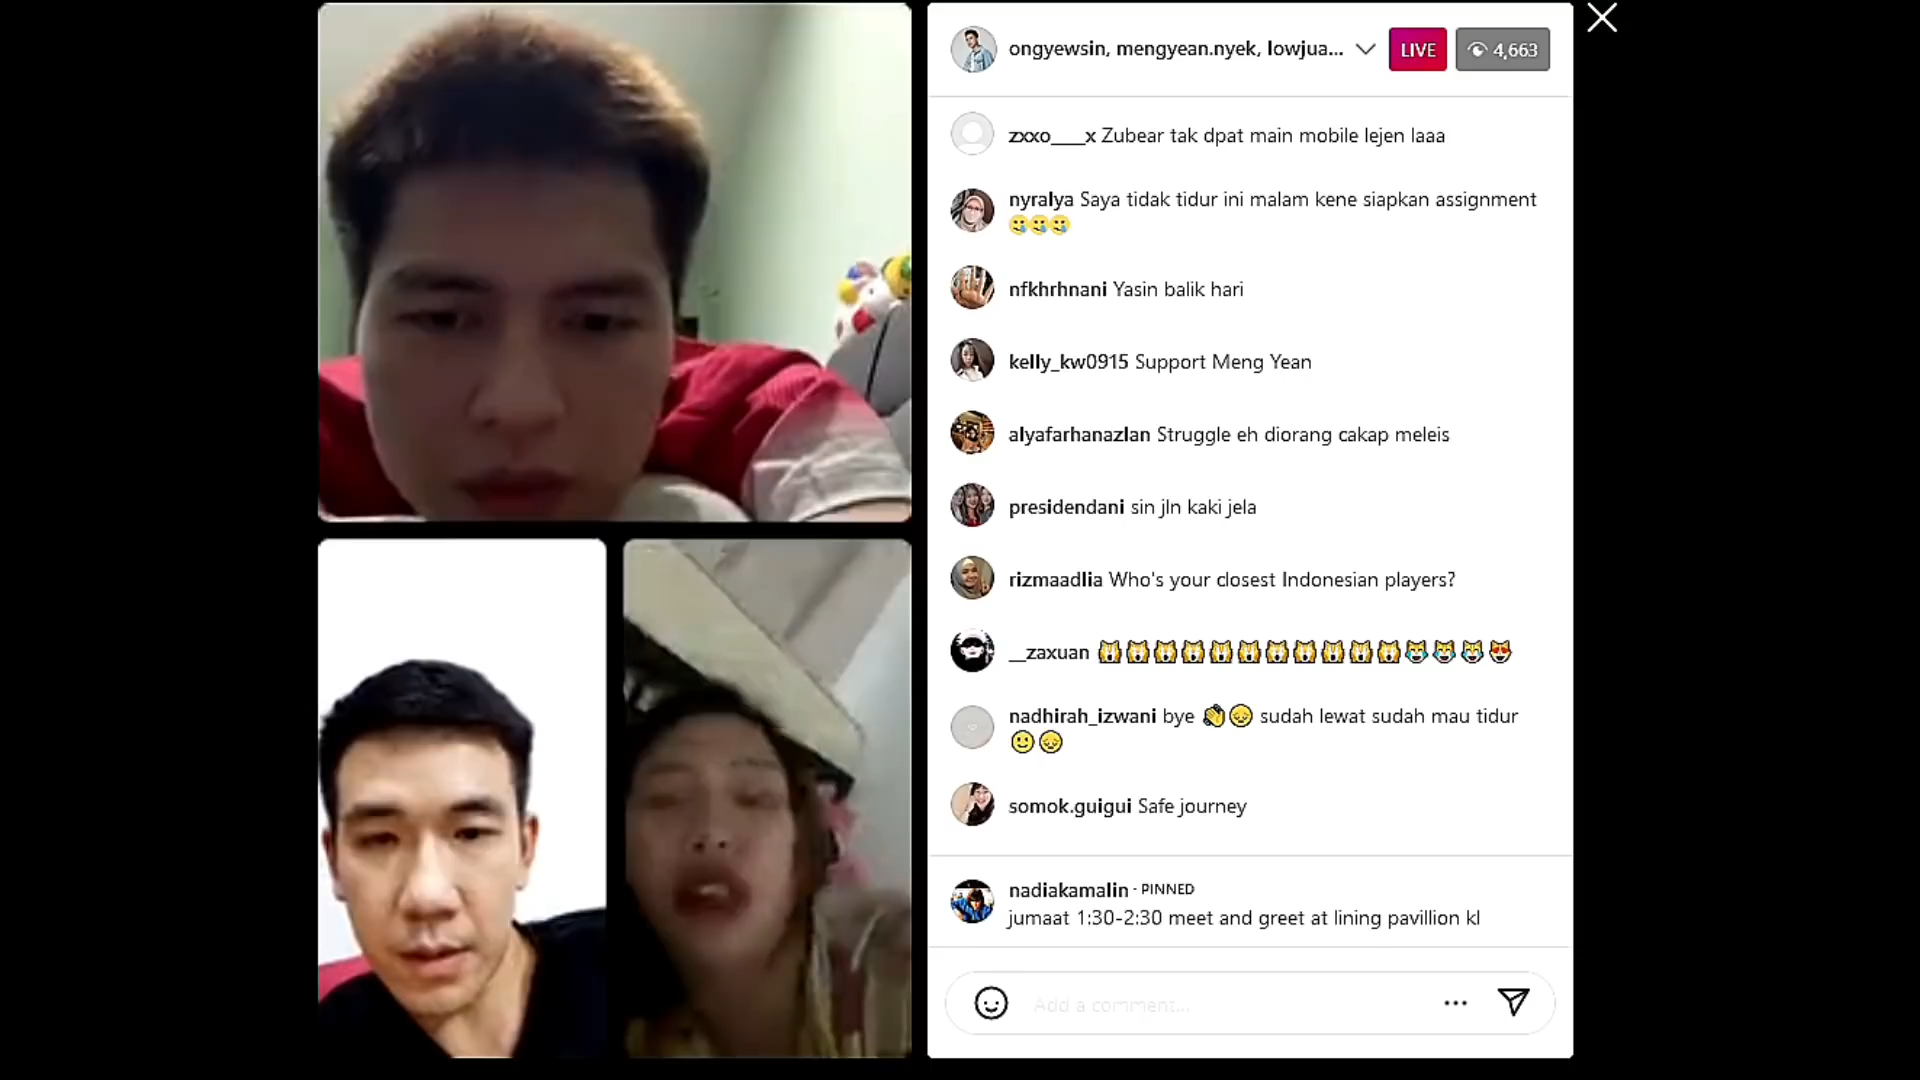 ongyewsin, mengyean.nyek, lowjua...
LIVE
4,663
zxxo____x Zubear tak dpat main mobile lejen laaa
nyralya Saya tidak tidur ini malam kene siapkan assignment
😢😢😢
nfkhrhnani Yasin balik hari
kelly_kw0915 Support Meng Yean
alyafarhanazlan Struggle eh diorang cakap meleis
presidendani sin jln kaki jela
rizmaadlia Who's your closest Indonesian players?
__zaxuan 🙀🙀🙀🙀🙀🙀🙀🙀🙀🙀🙀😹😹😹😻
nadhirah_izwani bye 👋😞 sudah lewat sudah mau tidur
🙂😞
somok.guigui Safe journey
nadiakamalin · PINNED
jumaat 1:30-2:30 meet and greet at lining pavillion kl
Add a comment...